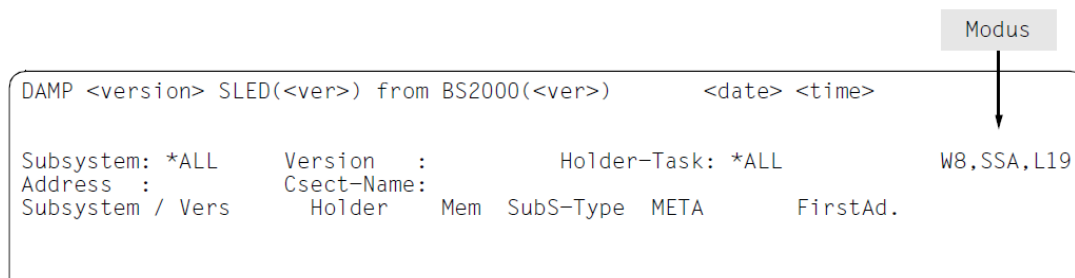 Modus
DAMP <version> SLED(<ver>) from BS2000(<ver>) <date> <time>
Subsystem: *ALL Version : Holder-Task: *ALL W8,SSA,L19
Address : Csect-Name:
Subsystem / Vers Holder Mem SubS-Type META FirstAd.